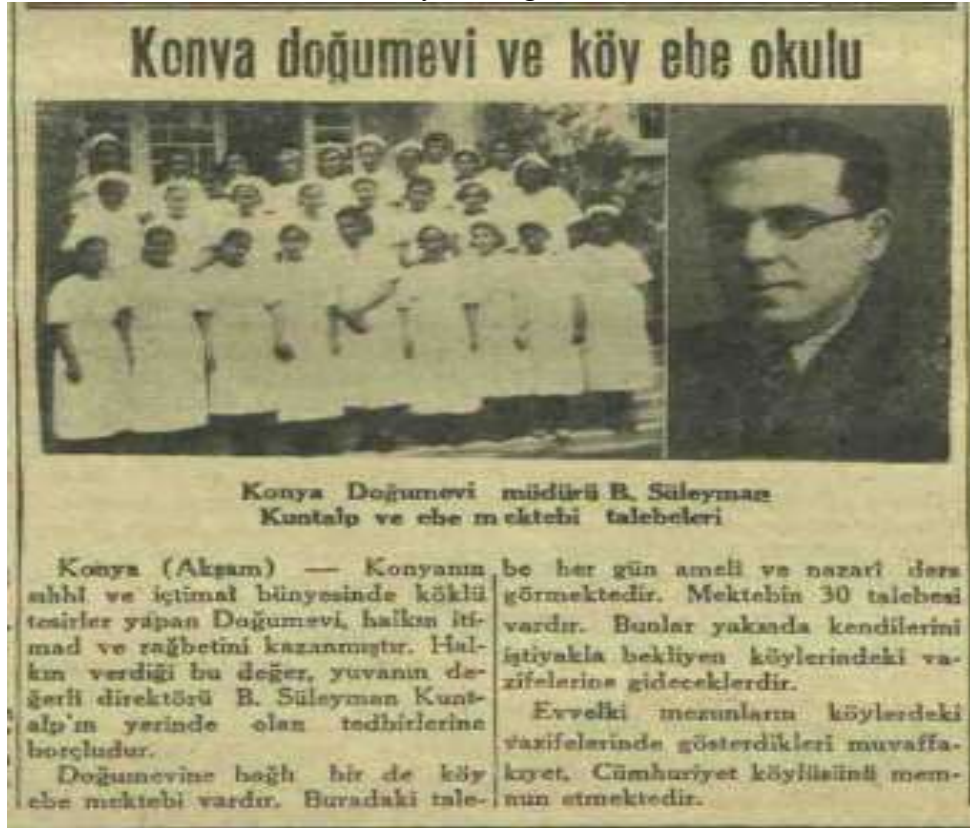 Konya doğumevi ve köy ebe okulu
Konya Doğumevi müdürü B. Süleyman
Kuntalp ve ebe mektebi talebeleri
Konya (Akşam) — Konyanın
sıhhî ve içtimaî bünyesinde köklü
tesirler yapan Doğumevi, halkın iti-
mad ve rağbetini kazanmıştır. Hal-
kın verdiği bu değer, yuvanın de-
ğerli direktörü B. Süleyman Kunt-
alp'ın yerinde olan tedbirlerine
borçludur.
Doğumevine bağlı bir de köy
ebe mektebi vardır. Buradaki tale-
be her gün amelî ve nazarî ders
görmektedir. Mektebin 30 talebesi
vardır. Bunlar yakında kendilerini
iştiyakla bekliyen köylerindeki va-
zifelerine gideceklerdir.
Evvelki mezunların köylerdeki
vazifelerinde gösterdikleri muvaffa-
kıyet, Cümhuriyet köylüsünü mem-
nun etmektedir.